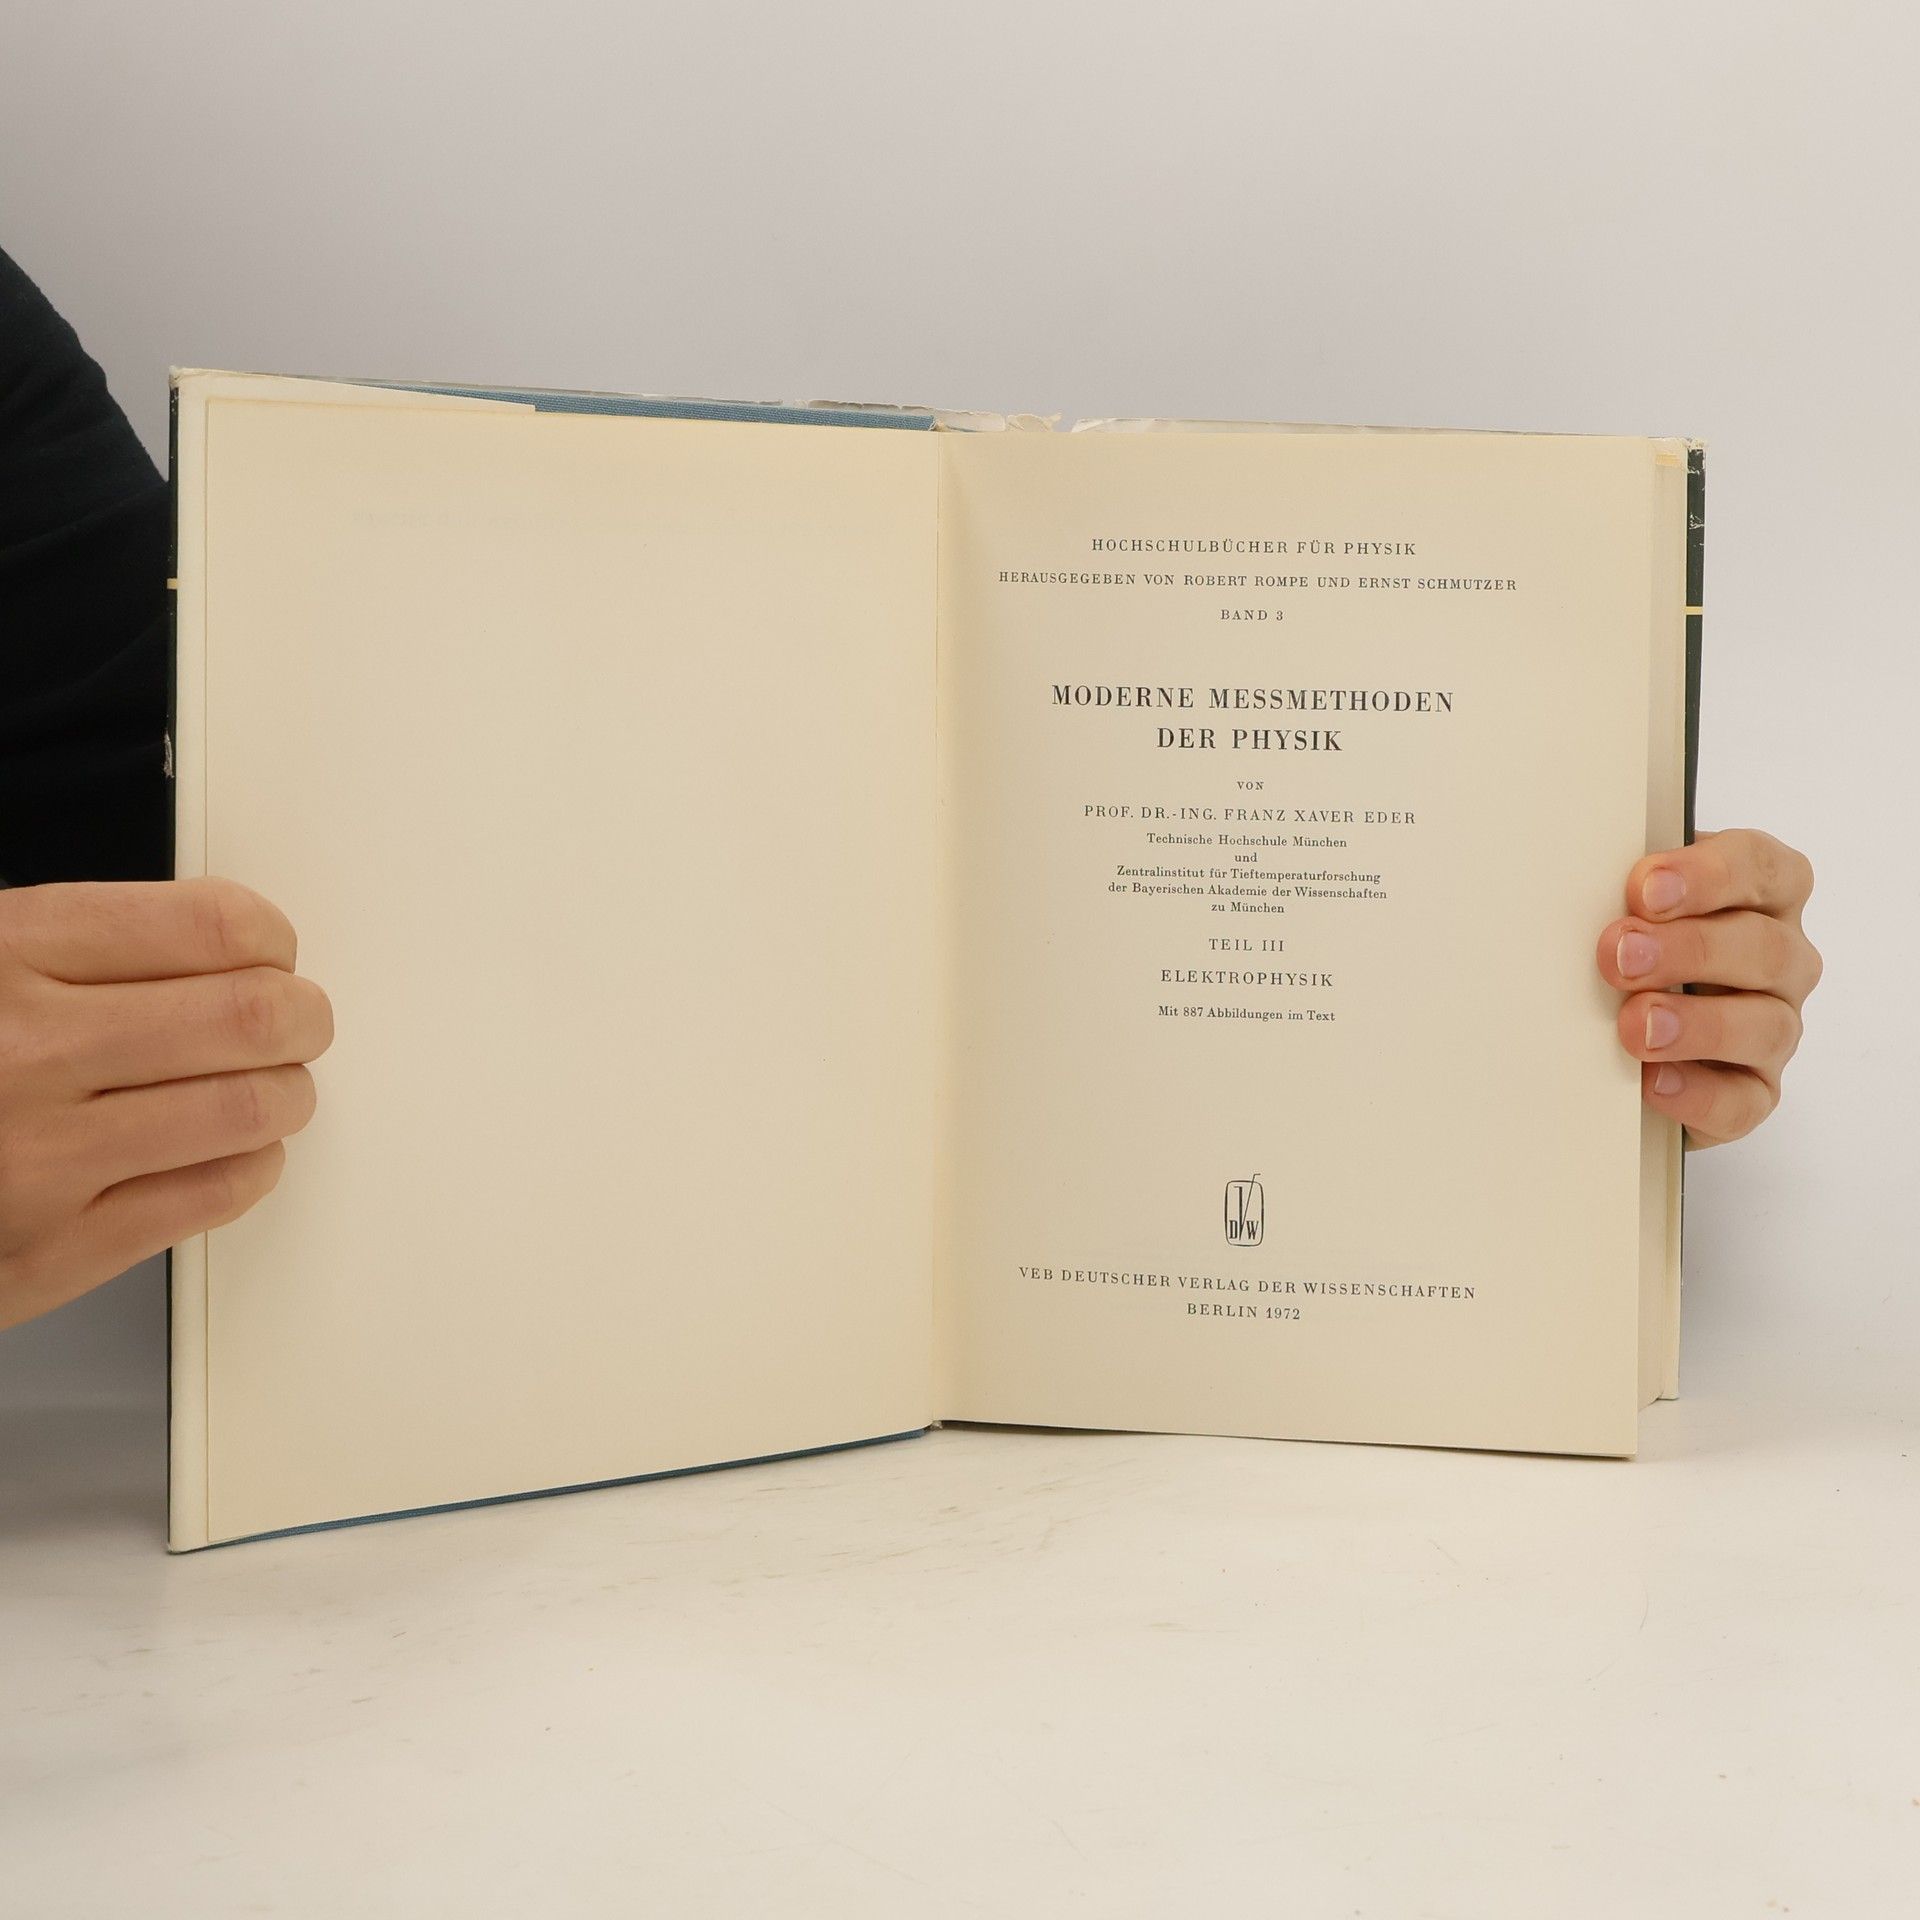 HOCHSCHULBÜCHER FÜR PHYSIK
HERAUSGEGEBEN VON ROBERT ROMPE UND ERNST SCHMUTZER
BAND 3
MODERNE MESSMETHODEN
DER PHYSIK
VON
PROF. DR.-ING. FRANZ XAVER EDER
Technische Hochschule München
und
Zentralinstitut für Tieftemperaturforschung
der Bayerischen Akademie der Wissenschaften
zu München
TEIL III
ELEKTROPHYSIK
Mit 887 Abbildungen im Text
DVW
VEB DEUTSCHER VERLAG DER WISSENSCHAFTEN
BERLIN 1972